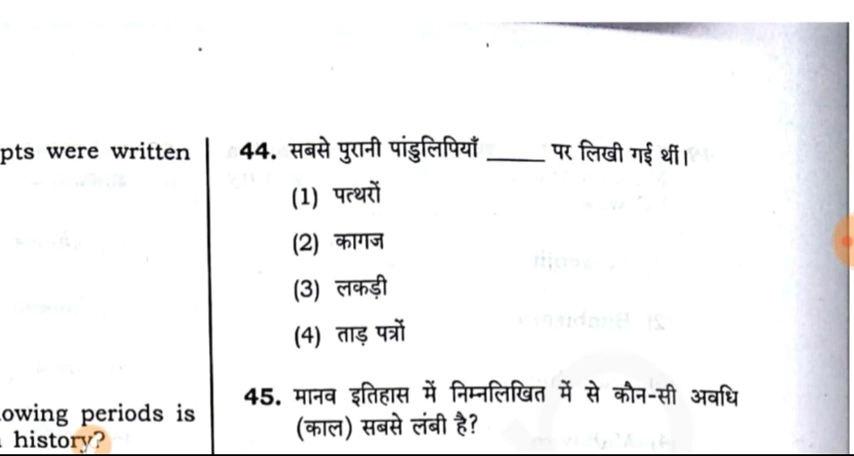 pts were written
44. सबसे पुरानी पांडुलिपियाँ _____ पर लिखी गई थीं।
(1) पत्थरों
(2) कागज
(3) लकड़ी
(4) ताड़ पत्रों
owing periods is
history?
45. मानव इतिहास में निम्नलिखित में से कौन-सी अवधि
(काल) सबसे लंबी है?